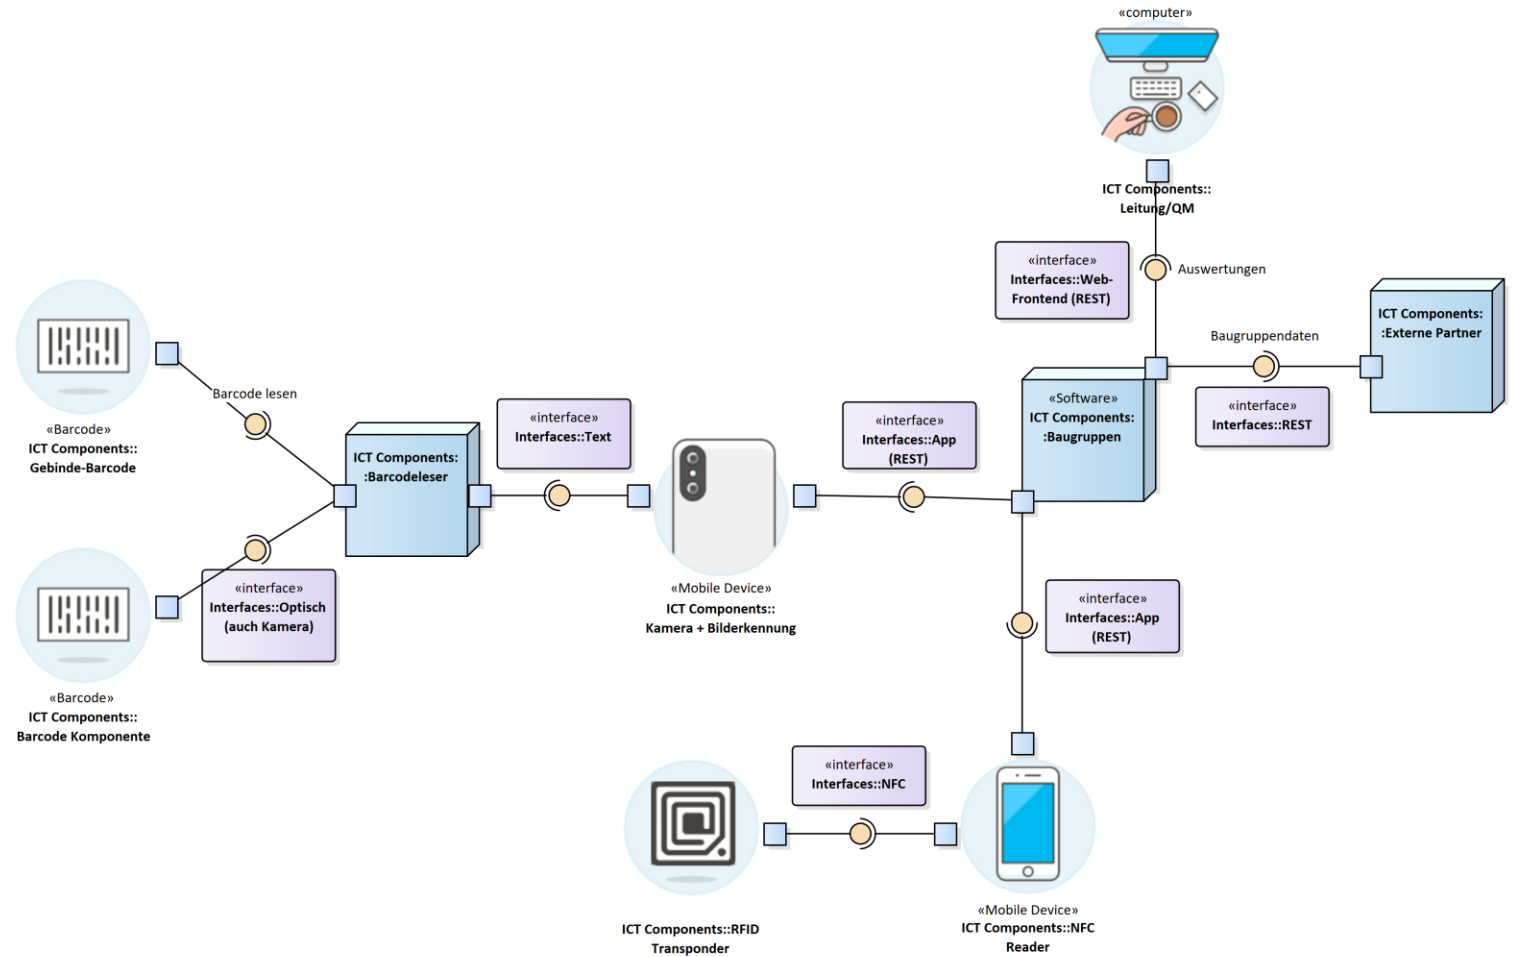 «computer»
ICT Components::
Leitung/QM
«interface»
Interfaces::Web-
Frontend (REST)
Auswertungen
Baugruppendaten
ICT Components:
:Externe Partner
«interface»
Interfaces::REST
«Software»
ICT Components:
:Baugruppen
Barcode lesen
«Barcode»
ICT Components::
Gebinde-Barcode
ICT Components:
:Barcodeleser
«interface»
Interfaces::Text
«interface»
Interfaces::App
(REST)
«interface»
Interfaces::Optisch
(auch Kamera)
«Mobile Device»
ICT Components::
Kamera + Bilderkennung
«interface»
Interfaces::App
(REST)
«Barcode»
ICT Components::
Barcode Komponente
«interface»
Interfaces::NFC
ICT Components::RFID
Transponder
«Mobile Device»
ICT Components::NFC
Reader